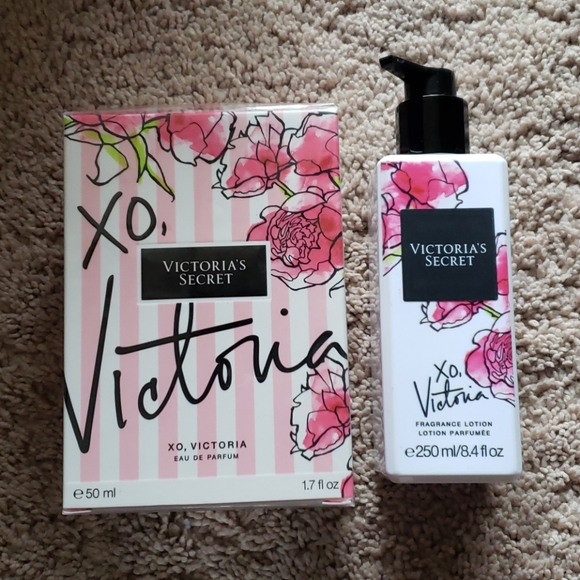 XO,
VICTORIA'S
SECRET
Victoria
XO, VICTORIA
EAU DE PARFUM
e 50 ml
1.7 fl oz
VICTORIA'S
SECRET
XO,
Victoria
FRAGRANCE LOTION
LOTION PARFUMÉE
e 250 ml/8.4 fl oz